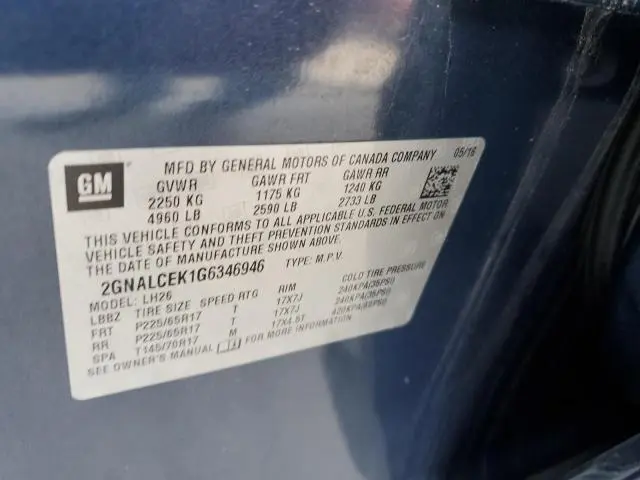 GM
MFD BY GENERAL MOTORS OF CANADA COMPANY 05/16
GVWR GAWR FRT GAWR RR
2250 KG 1175 KG 1240 KG
4960 LB 2590 LB 2733 LB
THIS VEHICLE CONFORMS TO ALL APPLICABLE U.S. FEDERAL MOTOR
VEHICLE SAFETY AND THEFT PREVENTION STANDARDS IN EFFECT ON
THE DATE OF MANUFACTURE SHOWN ABOVE.
2GNALCEK1G6346946 TYPE: M.P.V.
MODEL: LH26
LBBZ TIRE SIZE SPEED RTG RIM COLD TIRE PRESSURE
FRT P225/65R17 T 17X7J 240KPA(35PSI)
RR P225/65R17 T 17X7J 240KPA(35PSI)
SPA T145/70R17 M 17X4.5T 420KPA(60PSI)
SEE OWNER'S MANUAL FOR MORE INFORMATION